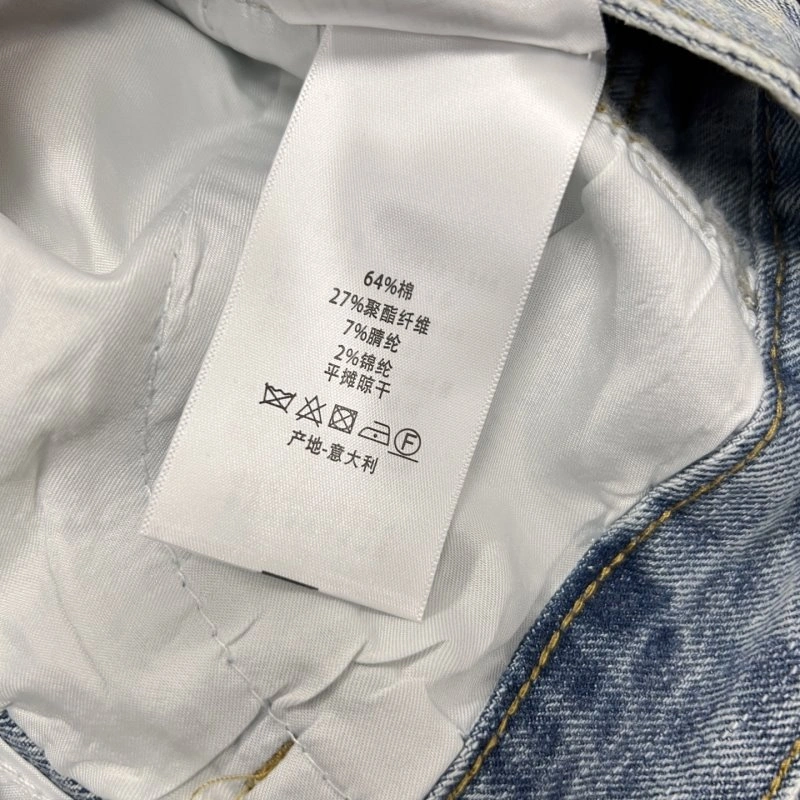 64%棉
27%聚酯纤维
7%腈纶
2%锦纶
平摊晾干
F
产地-意大利